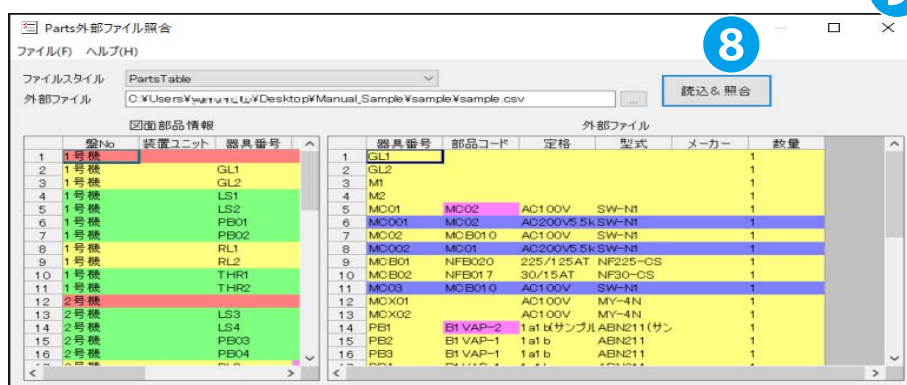 Parts外部ファイル照合
8
ファイル(F) ヘルプ(H)
ファイルスタイル PartsTable
外部ファイル C:¥Users¥ ¥Desktop¥Manual_Sample¥sample¥sample.csv ... 読込&照合
図面部品情報 外部ファイル
盤No 装置ユニット 器具番号 器具番号 部品コード 定格 型式 メーカー 数量
1 1号機 1 GL1 1
2 1号機 GL1 2 GL2 1
3 1号機 GL2 3 M1 1
4 1号機 LS1 4 M2 1
5 1号機 LS2 5 MC01 MC02 AC100V SW-N1 1
6 1号機 PB01 6 MC001 MC02 AC200V5.5k SW-N1 1
7 1号機 PB02 7 MC02 MCB010 AC100V SW-N1 1
8 1号機 RL1 8 MC002 MC01 AC200V5.5k SW-N1 1
9 1号機 RL2 9 MCB01 NFB020 225/125AT NF225-CS 1
10 1号機 THR1 10 MCB02 NFB017 30/15AT NF30-CS 1
11 1号機 THR2 11 MC03 MCB010 AC100V SW-N1 1
12 2号機 12 MCX01 AC100V MY-4N 1
13 2号機 LS3 13 MCX02 AC100V MY-4N 1
14 2号機 LS4 14 PB1 B1VAP-2 1a1b(サンプル ABN211(サン 1
15 2号機 PB03 15 PB2 B1VAP-1 1a1b ABN211 1
16 2号機 PB04 16 PB3 B1VAP-1 1a1b ABN211 1